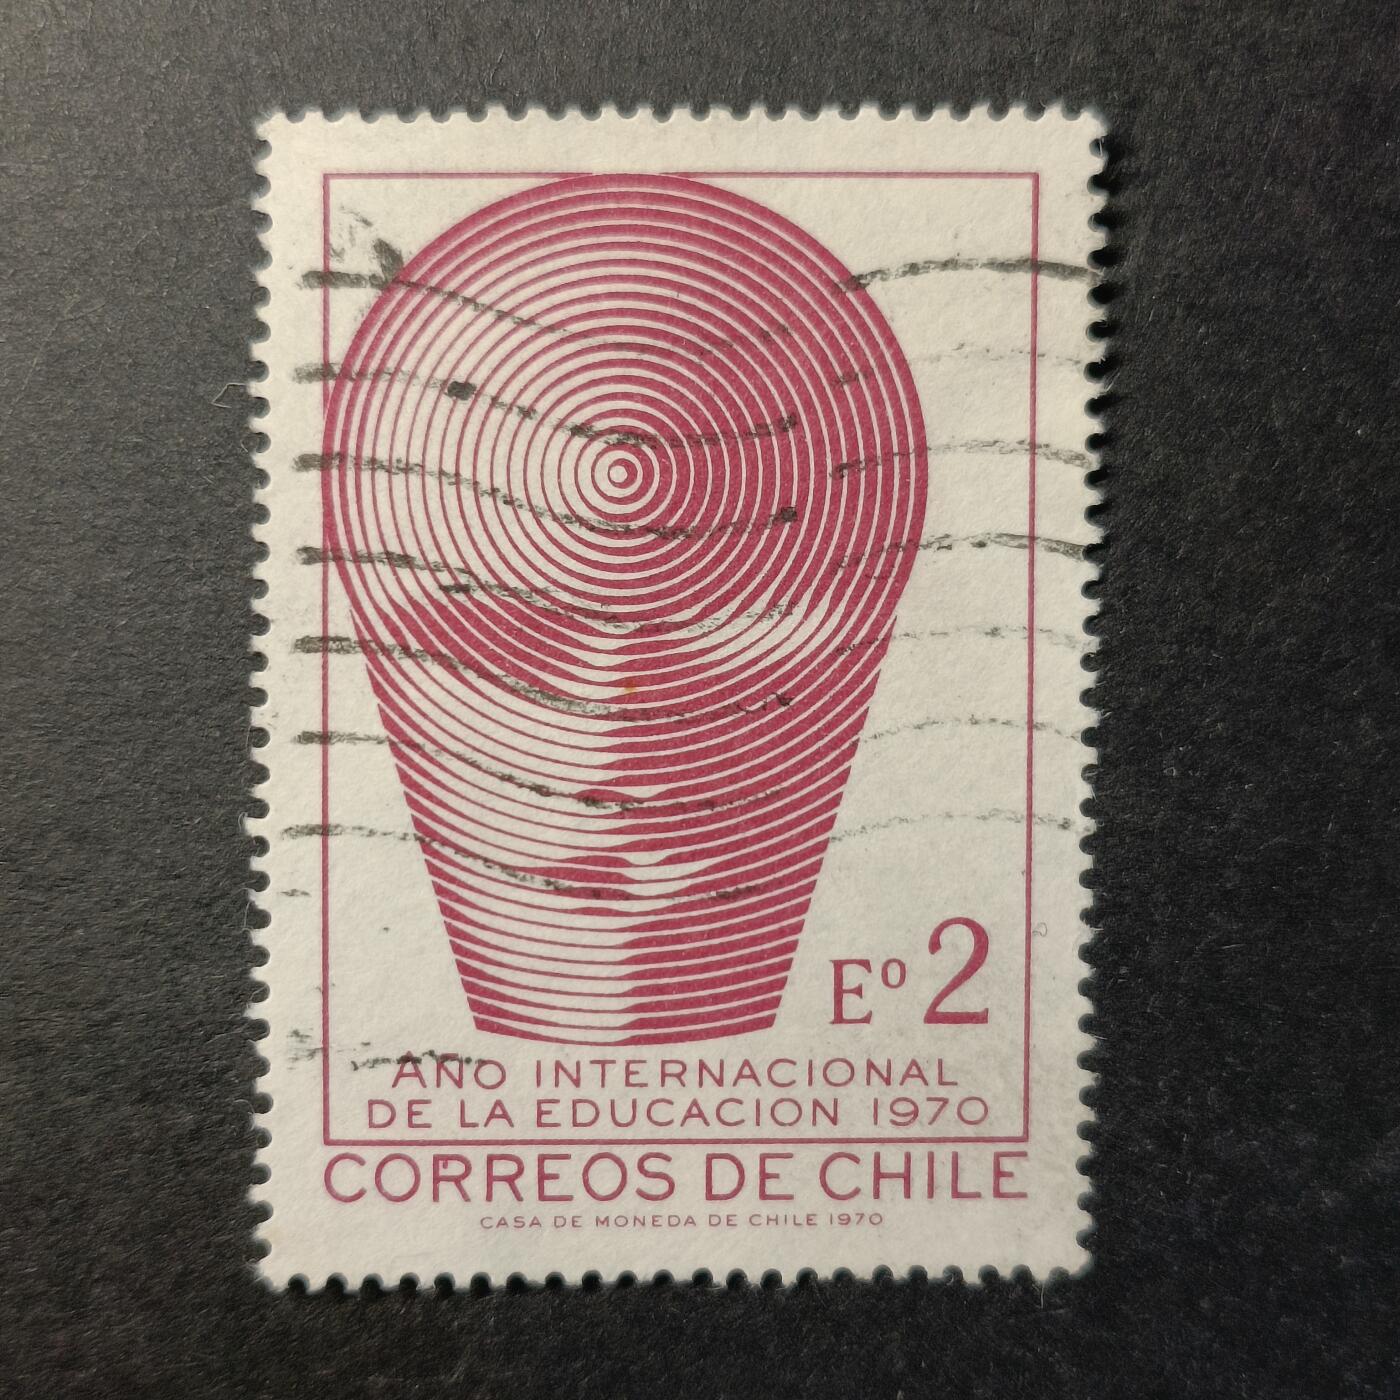 Eº 2
AÑO INTERNACIONAL
DE LA EDUCACION 1970
CORREOS DE CHILE
CASA DE MONEDA DE CHILE 1970